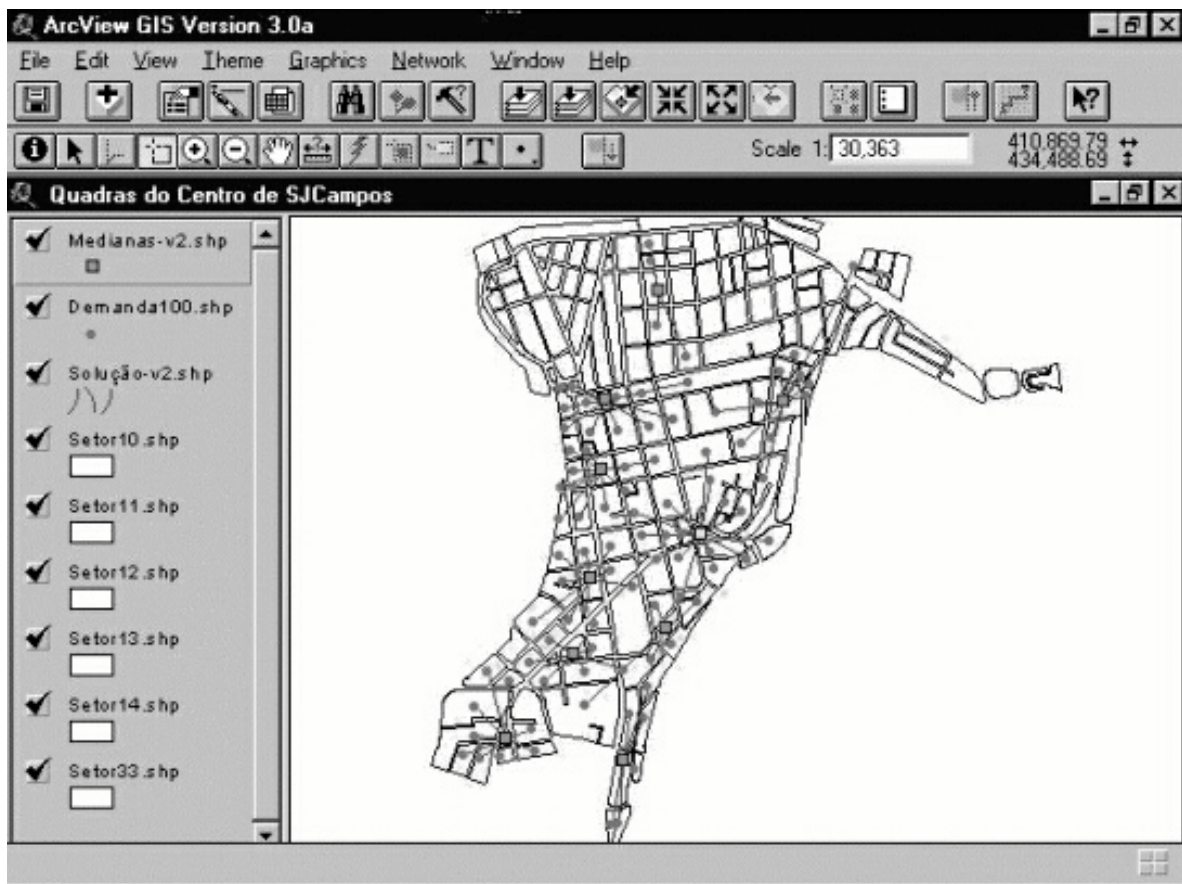 ArcView GIS Version 3.0a
File Edit View Theme Graphics Network Window Help
Scale 1: 30,363
410,869.79
434,488.69
Quadras do Centro de SJCampos
Medianas-v2.shp
Demanda100.shp
Solução-v2.shp
Setor10.shp
Setor11.shp
Setor12.shp
Setor13.shp
Setor14.shp
Setor33.shp